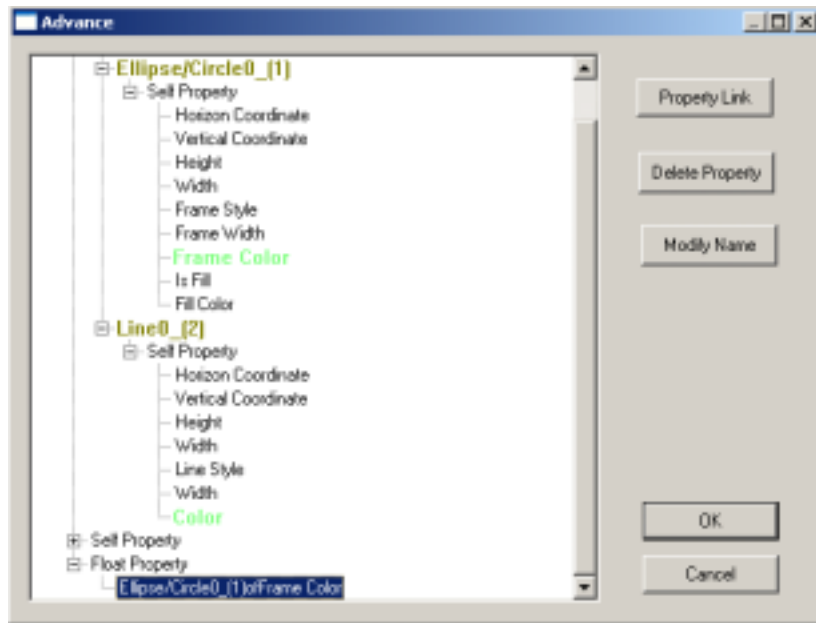 Advance
Ellipse/Circle0_(1)
Self Property
Horizon Coordinate
Vertical Coordinate
Height
Width
Frame Style
Frame Width
Frame Color
Is Fill
Fill Color
Line0_(2)
Self Property
Horizon Coordinate
Vertical Coordinate
Height
Width
Line Style
Width
Color
Self Property
Float Property
Ellipse/Circle0_(1)ofFrame Color
Property Link
Delete Property
Modify Name
OK
Cancel